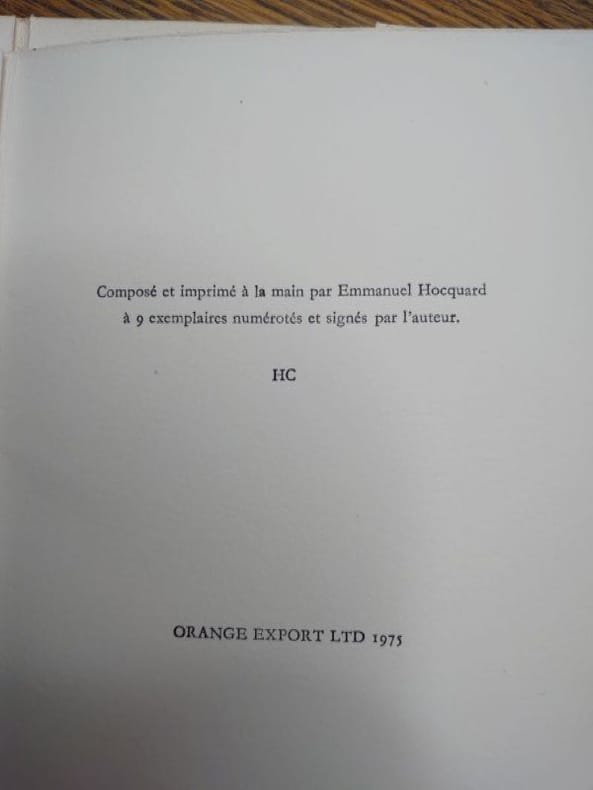 Composé et imprimé à la main par Emmanuel Hocquard
à 9 exemplaires numérotés et signés par l'auteur.
HC
ORANGE EXPORT LTD 1975